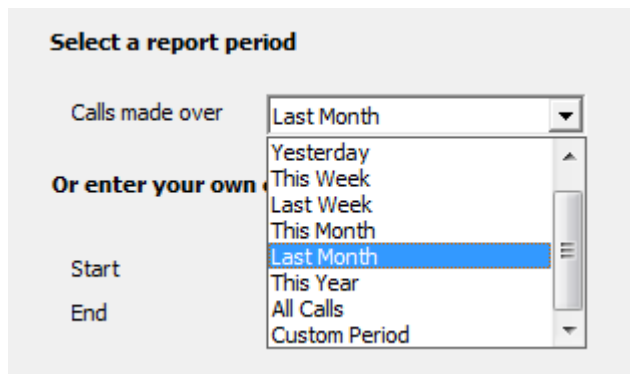 Select a report period
Calls made over Last Month
Yesterday
This Week
Or enter your own
Last Week
This Month
Last Month
Start
This Year
End
All Calls
Custom Period